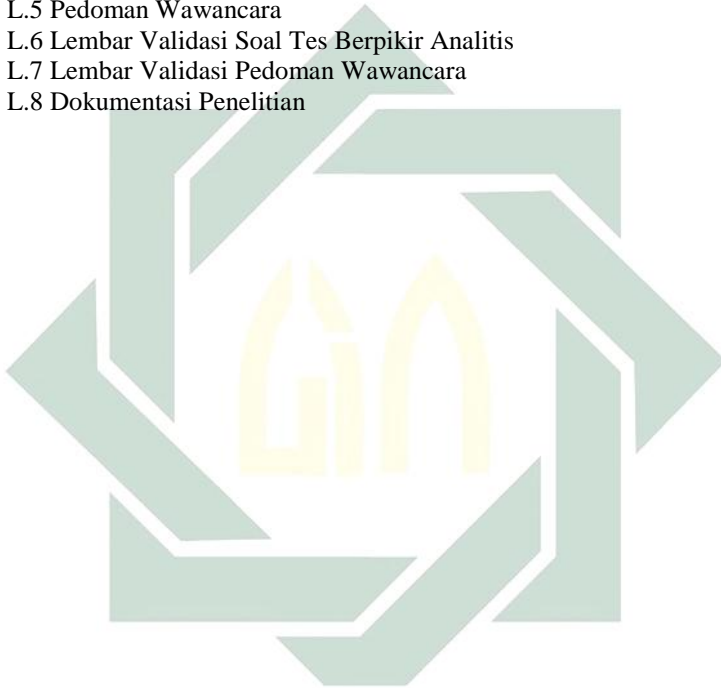 L.5 Pedoman Wawancara
L.6 Lembar Validasi Soal Tes Berpikir Analitis
L.7 Lembar Validasi Pedoman Wawancara
L.8 Dokumentasi Penelitian